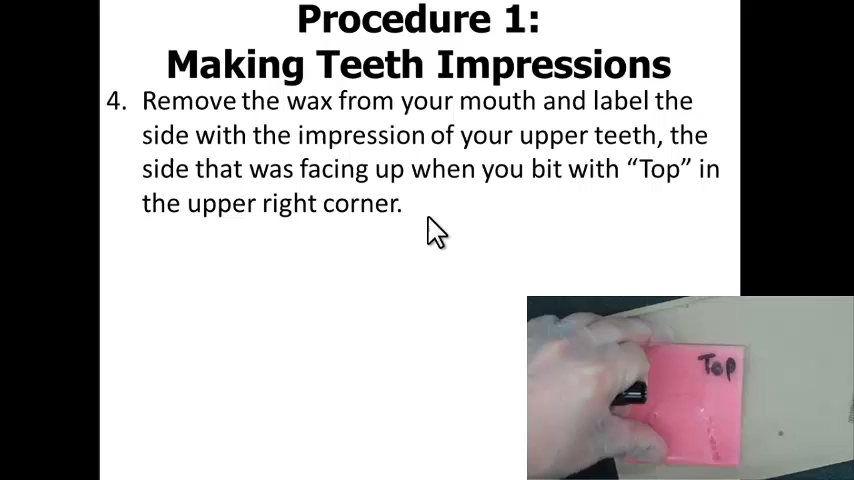 Procedure 1:
Making Teeth Impressions
4. Remove the wax from your mouth and label the
side with the impression of your upper teeth, the
side that was facing up when you bit with “Top” in
the upper right corner.
Top